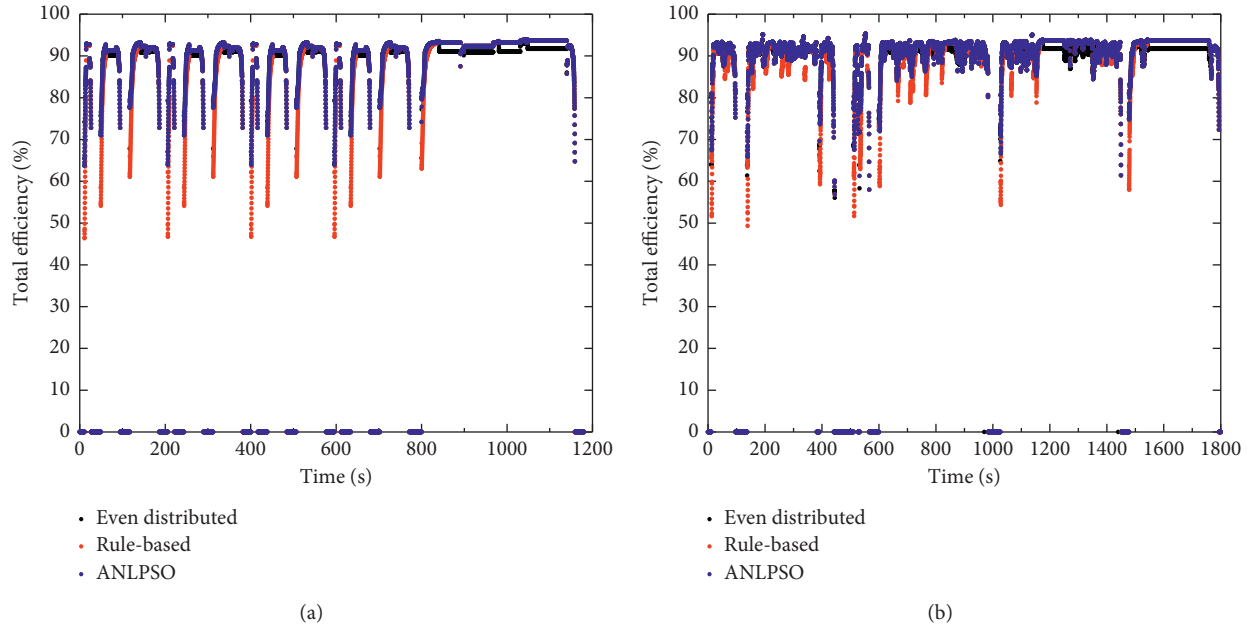 100
90
80
70
60
50
40
30
20
10
0
Total efficiency (%)
0 200 400 600 800 1000 1200
Time (s)
Even distributed
Rule-based
ANLPSO
(a)
100
90
80
70
60
50
40
30
20
10
0
Total efficiency (%)
0 200 400 600 800 1000 1200 1400 1600 1800
Time (s)
Even distributed
Rule-based
ANLPSO
(b)